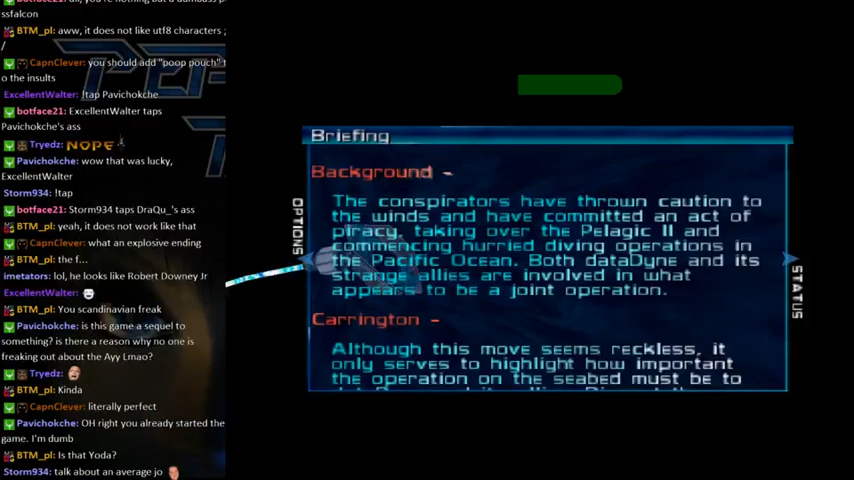 ssfalcon
BTM_pl: aww, it does not like utf8 characters ;
/
CapnClever: you should add "poop pouch" t
o the insults
ExcellentWalter: !tap Pavichokche
botface21: ExcellentWalter taps
Pavichokche's ass
Tryedz: NOPE
Pavichokche: wow that was lucky,
ExcellentWalter
Storm934: !tap
botface21: Storm934 taps DraQu_'s ass
BTM_pl: yeah, it does not work like that
CapnClever: what an explosive ending
BTM_pl: the f...
imetators: lol, he looks like Robert Downey Jr
ExcellentWalter:
BTM_pl: You scandinavian freak
Pavichokche: is this game a sequel to
something? is there a reason why no one is
freaking out about the Ayy Lmao?
Tryedz:
BTM_pl: Kinda
CapnClever: literally perfect
Pavichokche: OH right you already started the
game. I'm dumb
BTM_pl: Is that Yoda?
Storm934: talk about an average jo
Briefing
Background -
The conspirators have thrown caution to
the winds and have committed an act of
piracy, taking over the Pelagic II and
commencing hurried diving operations in
the Pacific Ocean. Both dataDyne and its
strange allies are involved in what
appears to be a joint operation.
Carrington -
Although this move seems reckless, it
only serves to highlight how important
the operation on the seabed must be to
OPTIONS
STATUS